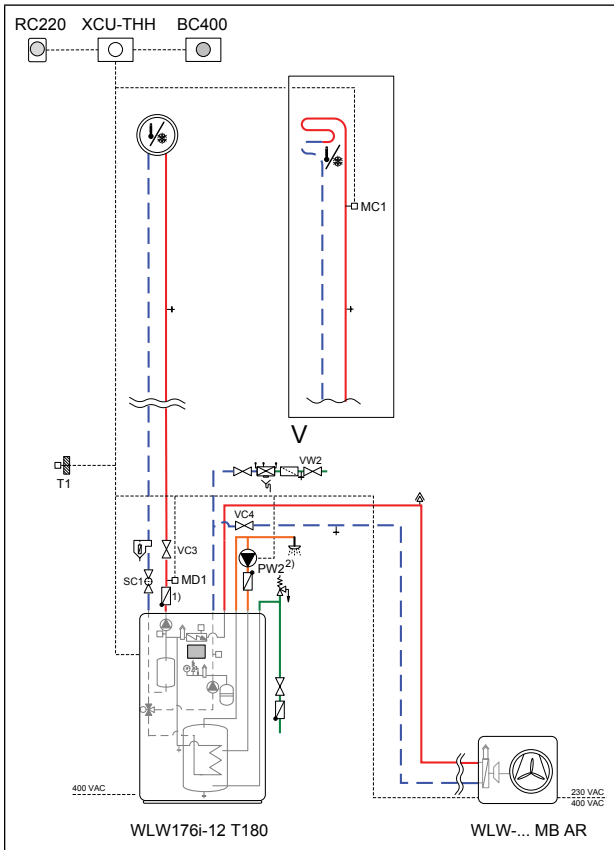 RC220 XCU-THH BC400
MC1
V
VW2
T1
VC4
VC3
PW2 2)
SC1
MD1
1)
400 VAC
230 VAC
400 VAC
WLW176i-12 T180
WLW-... MB AR